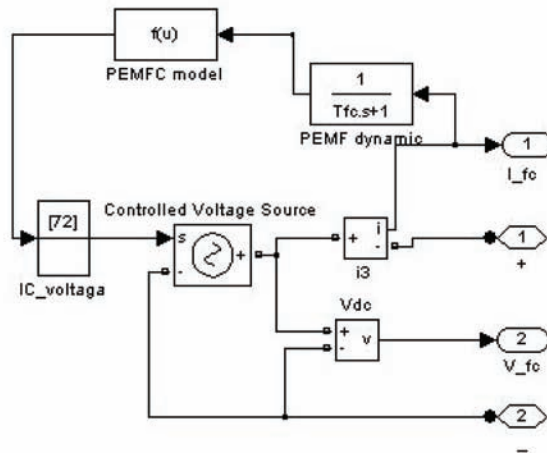 f(u)
PEMFC model
1
Tfc.s+1
PEMF dynamic
1
I_fc
[72]
IC_voltaga
Controlled Voltage Source
s
-
+
+
i
-
i3
1
+
Vdc
+
-
v
2
V_fc
2
–